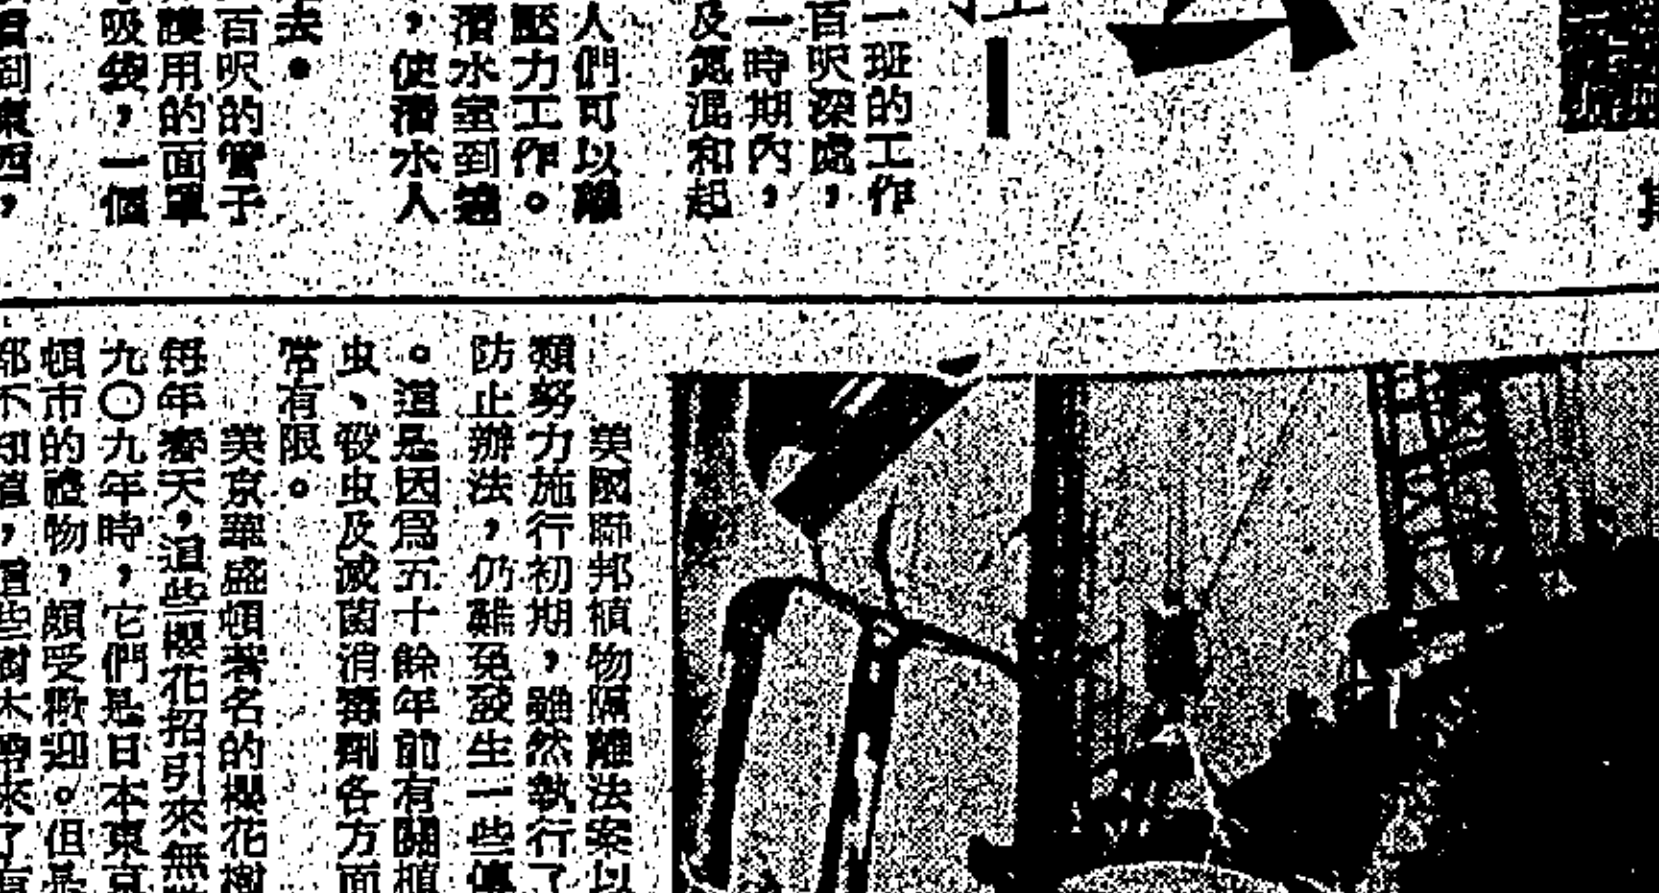 一班的工作
百呎深處，
一時期內，
及氮混和起
人們可以離
壓力工作。
潛水室到達
，使潛水人
去。
百呎的管子
護用的面罩
吸袋，一個
東西，
美國聯邦植物隔離法案以
類努力施行初期，雖然執行了
防止辦法，仍難免發生一些傳
。這是因爲五十餘年前有關植
虫、殺虫及滅菌消毒劑各方面
常有限。
美京華盛頓著名的櫻花樹
每年春天，這些櫻花招引來無
九〇九年時，它們是日本東京
頓市的禮物，頗受歡迎。但是
都不知道，這些樹木帶來了